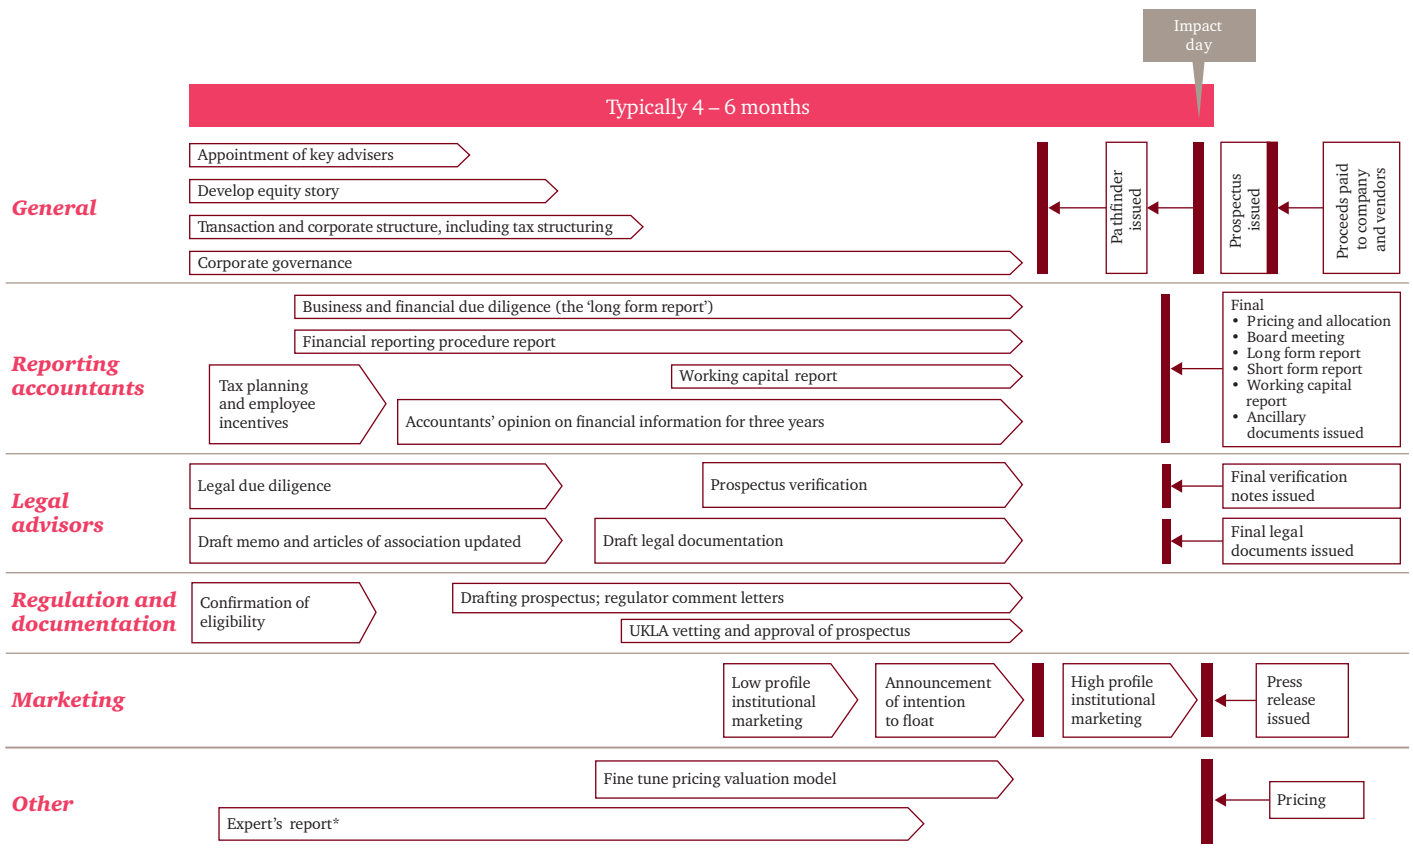 Impact
day
Typically 4 – 6 months
General
Appointment of key advisers
Develop equity story
Transaction and corporate structure, including tax structuring
Corporate governance
Pathfinder
issued
Prospectus
issued
Proceeds paid
to company
and vendors
Reporting
accountants
Business and financial due diligence (the ‘long form report’)
Financial reporting procedure report
Tax planning
and employee
incentives
Working capital report
Accountants’ opinion on financial information for three years
Final
• Pricing and allocation
• Board meeting
• Long form report
• Short form report
• Working capital
report
• Ancillary
documents issued
Legal
advisors
Legal due diligence
Prospectus verification
Final verification
notes issued
Draft memo and articles of association updated
Draft legal documentation
Final legal
documents issued
Regulation and
documentation
Confirmation of
eligibility
Drafting prospectus; regulator comment letters
UKLA vetting and approval of prospectus
Marketing
Low profile
institutional
marketing
Announcement
of intention
to float
High profile
institutional
marketing
Press
release
issued
Other
Fine tune pricing valuation model
Expert’s report*
Pricing